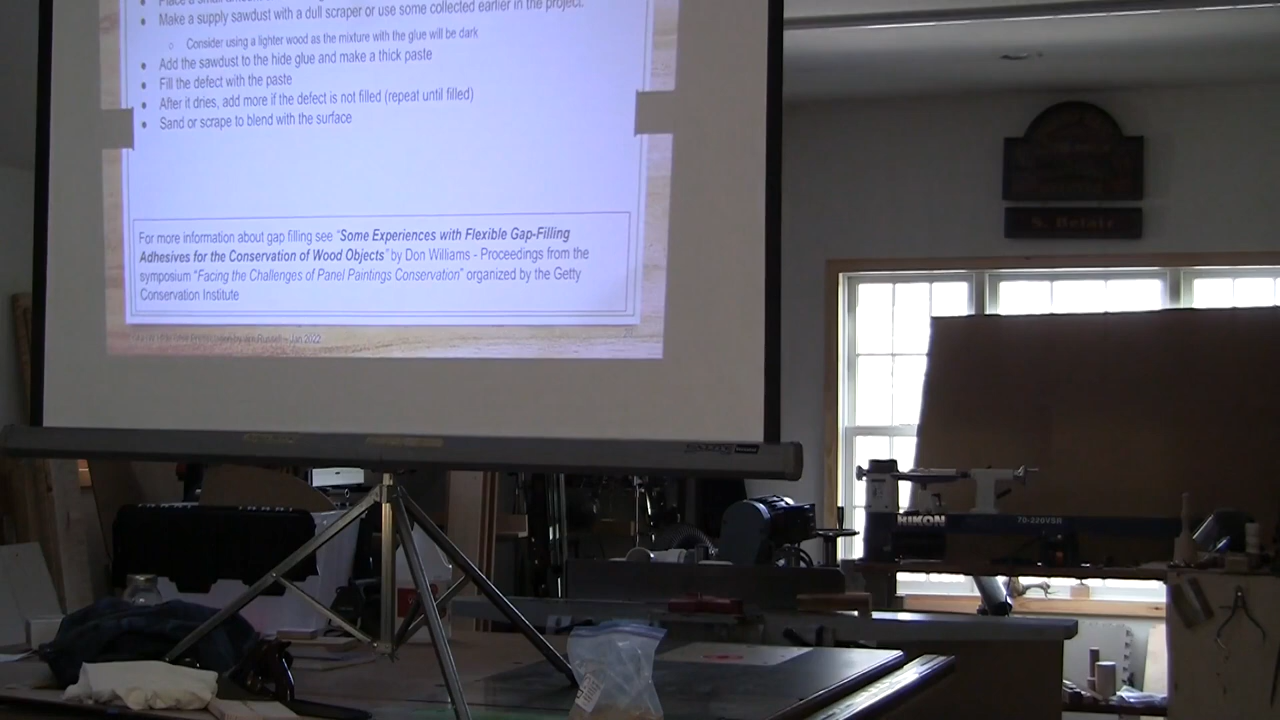 Make a supply sawdust with a dull scraper or use some collected earlier in the project.
Consider using a lighter wood as the mixture with the glue will be dark
Add the sawdust to the hide glue and make a thick paste
Fill the defect with the paste
After it dries, add more if the defect is not filled (repeat until filled)
Sand or scrape to blend with the surface
For more information about gap filling see "Some Experiences with Flexible Gap-Filling
Adhesives for the Conservation of Wood Objects" by Don Williams - Proceedings from the
symposium "Facing the Challenges of Panel Paintings Conservation" organized by the Getty
Conservation Institute
Jan 2022
RIKON
70-220VSR